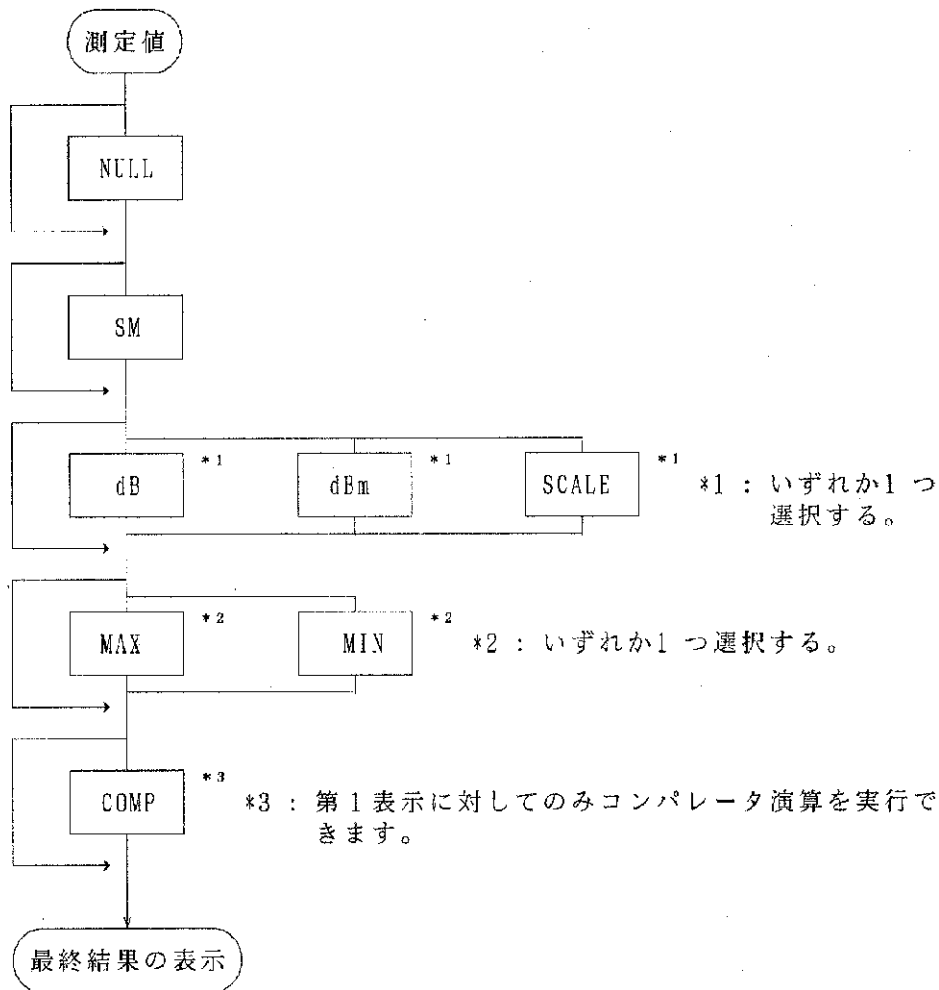 測定値
NULL
SM
dB *1 dBm *1 SCALE *1 *1 : いずれか1つ
選択する。
MAX *2 MIN *2 *2 : いずれか1つ選択する。
COMP *3 *3 : 第1表示に対してのみコンパレータ演算を実行で
きます。
最終結果の表示